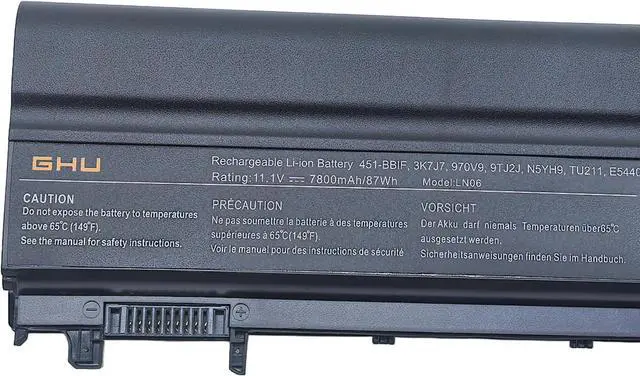 GHU
Rechargeable Li-ion Battery 451-BBIF, 3K7J7, 970V9, 9TJ2J, N5YH9, TU211, E5440
Rating:11.1V ⎓ 7800mAh/87Wh Model:LN06
CAUTION
Do not expose the battery to temperatures
above 65℃(149℉).
See the manual for safety instructions.
PRÉCAUTION
Ne pas soumettre la batterie à des temperatures
supérieures à 65℃(149℉).
Voir le manuel pour des instructions de sécurité
VORSICHT
Der Akku darf niemals Temperaturen über65℃
ausgesetzt werden.
Sicherheitsanweisungen finden Sie im Handbuch.